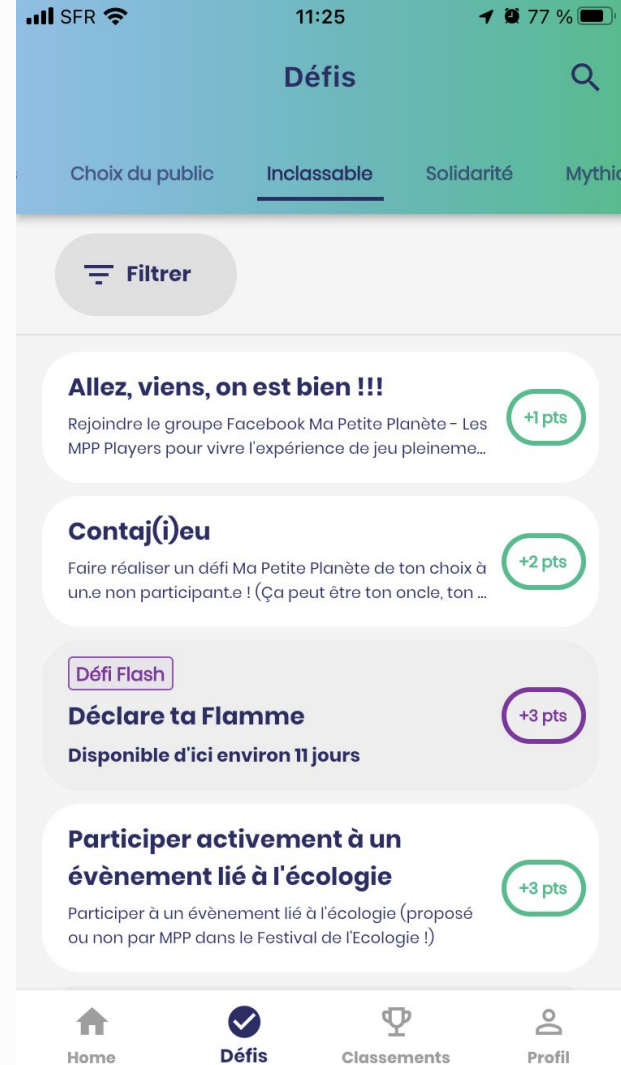 SFR 11:25 77 %
Défis
Choix du public Inclassable Solidarité
Filtrer
Allez, viens, on est bien !!!
Rejoindre le groupe Facebook Ma Petite Planète - Les
MPP Players pour vivre l'expérience de jeu pleineme...
+1 pts
Contaj(i)eu
Faire réaliser un défi Ma Petite Planète de ton choix à
un.e non participant.e ! (Ça peut être ton oncle, ton ...
+2 pts
Défi Flash
Déclare ta Flamme
Disponible d'ici environ 11 jours
+3 pts
Participer activement à un
évènement lié à l'écologie
Participer à un évènement lié à l'écologie (proposé
ou non par MPP dans le Festival de l'Ecologie !)
+3 pts
Home Défis Classements Profil